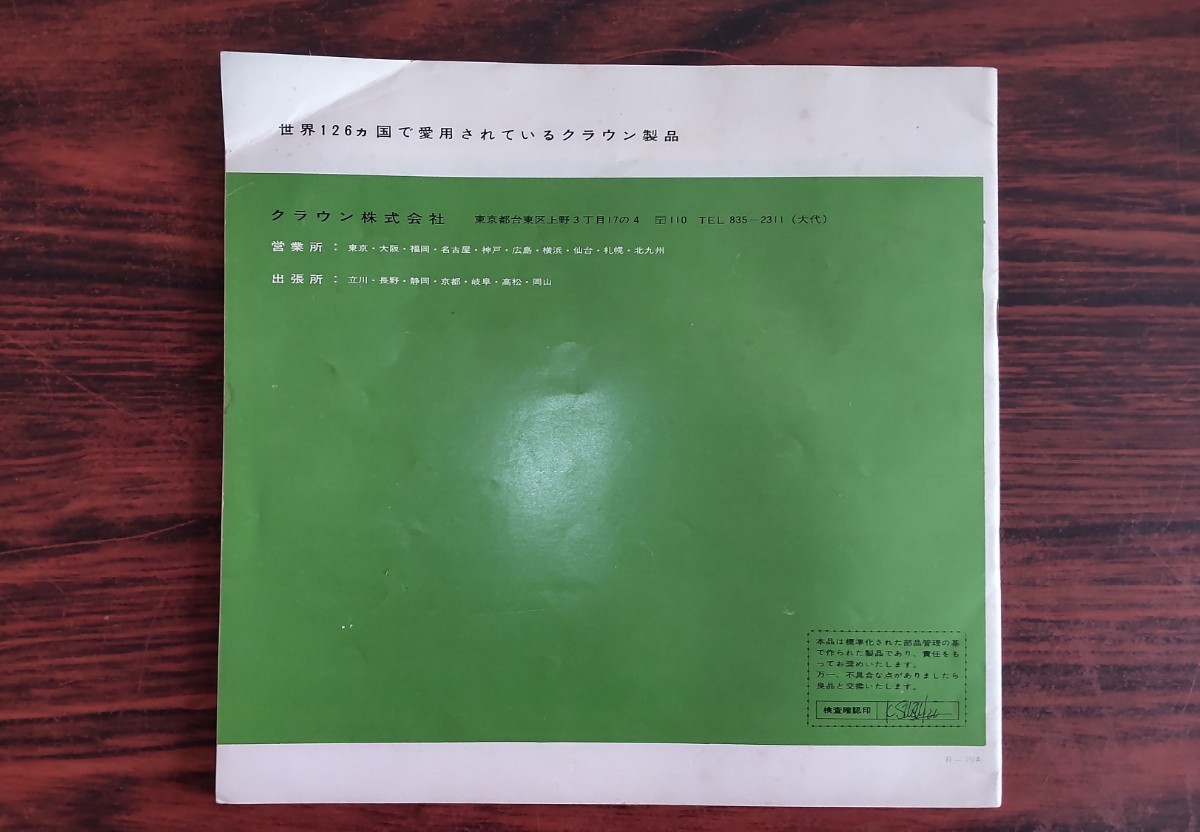 世界126ヵ国で愛用されているクラウン製品
クラウン株式会社 東京都台東区上野3丁目17の4 〒110 TEL 835-2311(大代)
営業所：東京・大阪・福岡・名古屋・神戸・広島・横浜・仙台・札幌・北九州
出張所：立川・長野・静岡・京都・岐阜・高松・岡山
本品は標準化された部品管理の基
で作られた製品であり、責任をも
ってお奨めいたします。
万一、不具合な点がありましたら
良品と交換いたします。
検査確認印